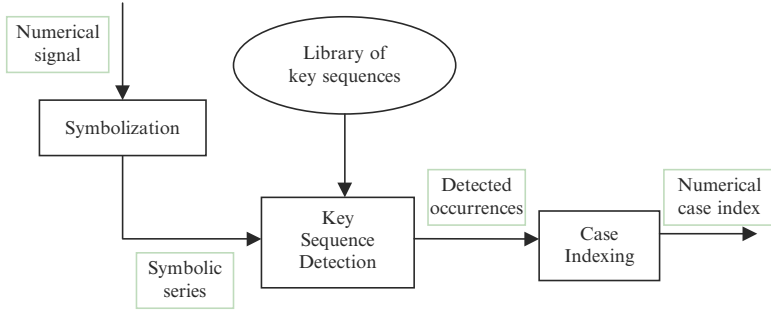 Numerical
signal
Library of
key sequences
Symbolization
Detected
occurrences
Numerical
case index
Key
Sequence
Detection
Case
Indexing
Symbolic
series